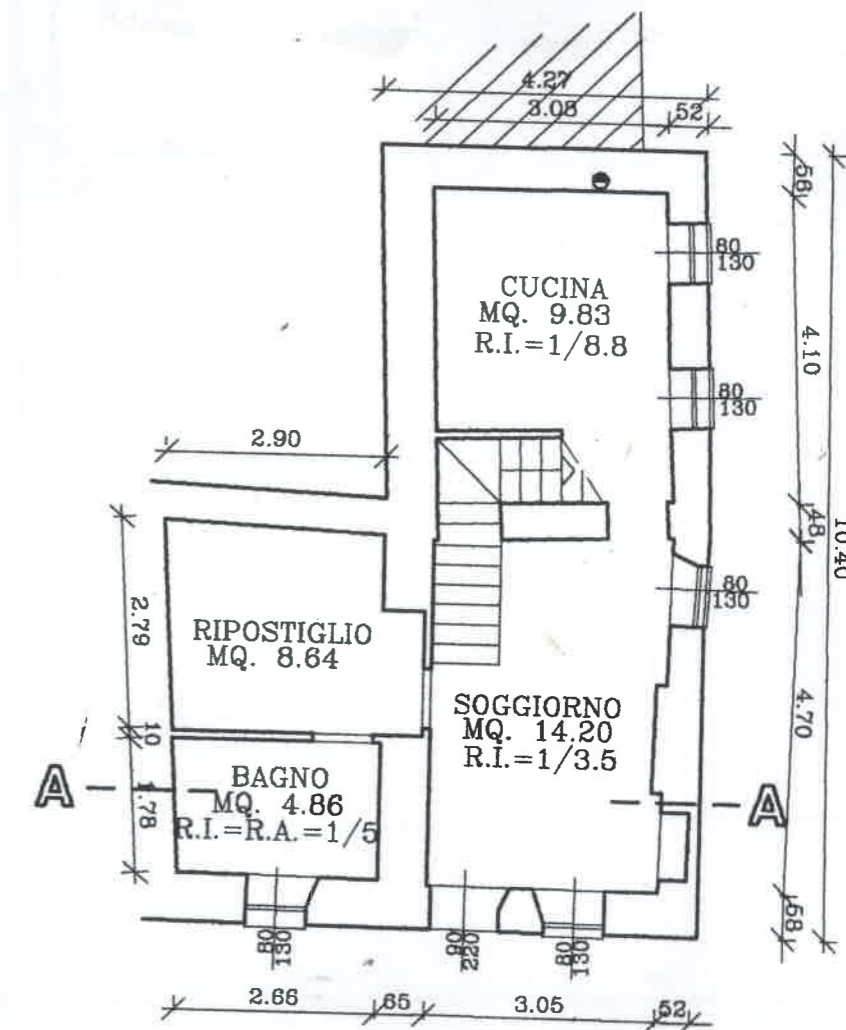 4.27
3.08
52
56
80
130
CUCINA
MQ. 9.83
R.I.=1/8.8
4.10
80
130
2.90
48
10.40
80
130
2.79
RIPOSTIGLIO
MQ. 8.64
SOGGIORNO
MQ. 14.20
R.I.=1/3.5
4.70
10
BAGNO
MQ. 4.86
R.I.=R.A.=1/5
A
A
1.78
58
80
130
90
220
80
130
2.66
65
3.05
52